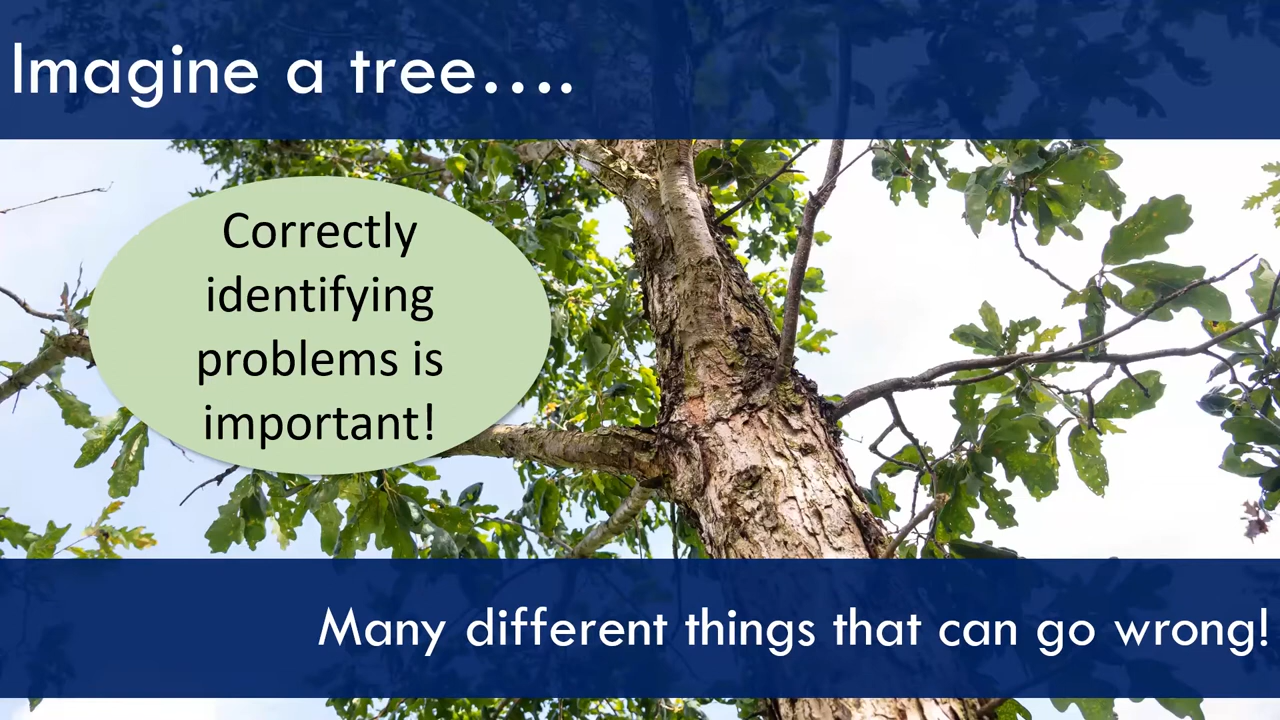 Imagine a tree….
Correctly
identifying
problems is
important!
Many different things that can go wrong!